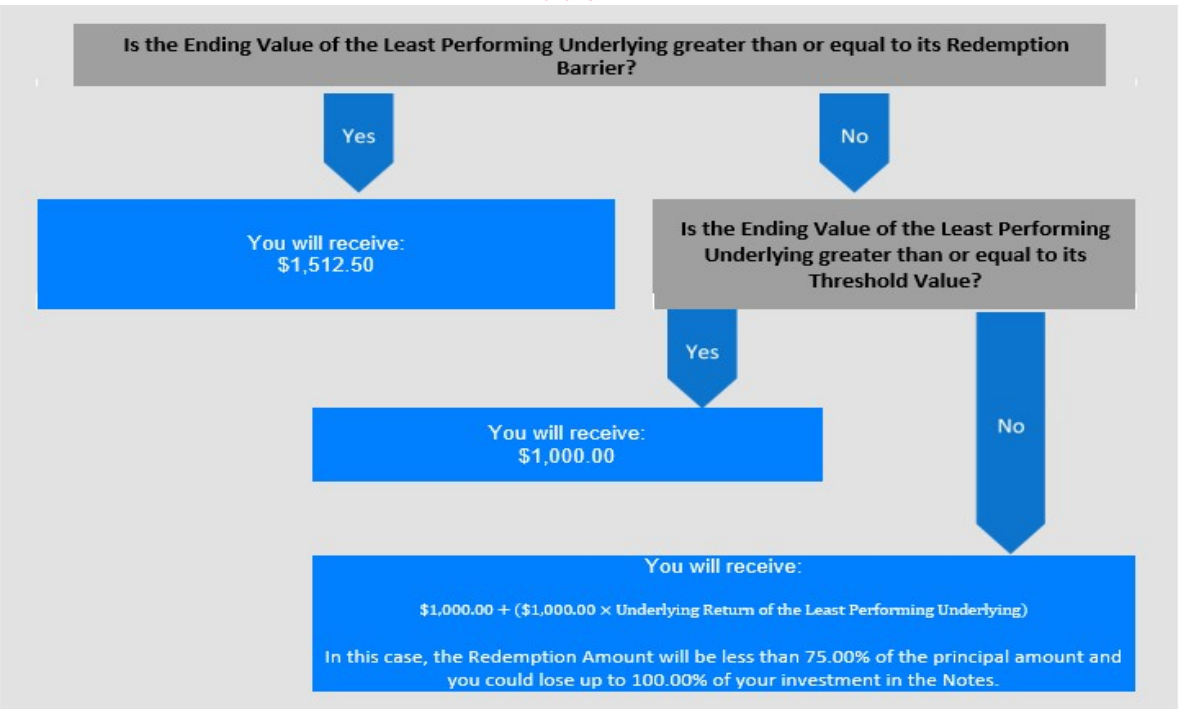 Is the Ending Value of the Least Performing Underlying greater than or equal to its Redemption
Barrier?
Yes
No
You will receive:
$1,512.50
Is the Ending Value of the Least Performing
Underlying greater than or equal to its
Threshold Value?
Yes
No
You will receive:
$1,000.00
You will receive:
$1,000.00 + ($1,000.00 × Underlying Return of the Least Performing Underlying)
In this case, the Redemption Amount will be less than 75.00% of the principal amount and
you could lose up to 100.00% of your investment in the Notes.